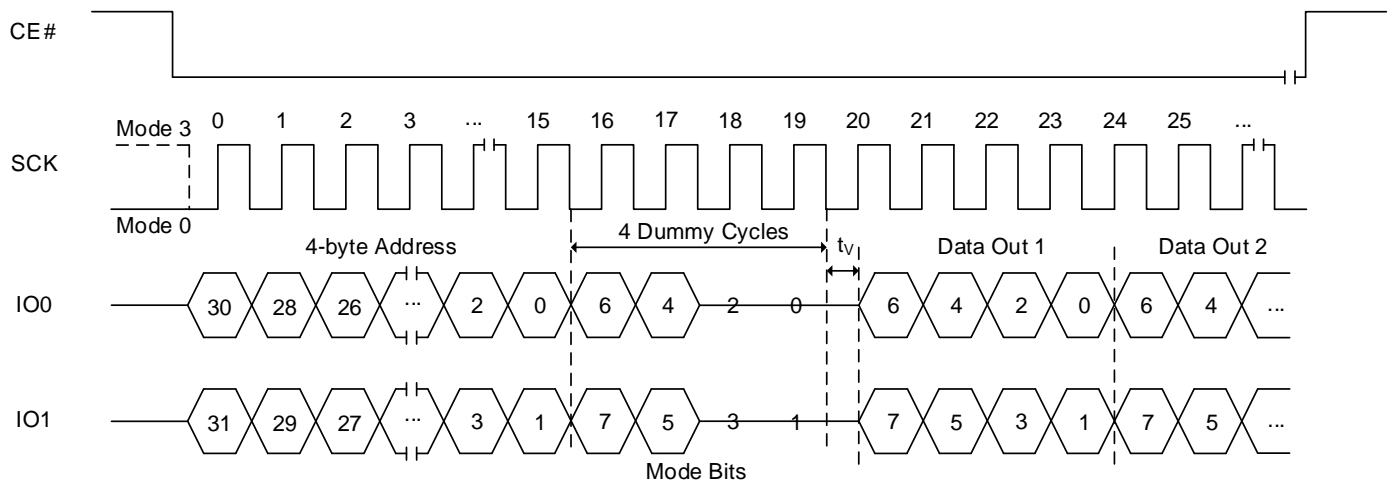 CE#
Mode 3 0 1 2 3 ... 15 16 17 18 19 20 21 22 23 24 25 ...
SCK
Mode 0
4-byte Address 4 Dummy Cycles tV Data Out 1 Data Out 2
IO0 30 28 26 ... 2 0 6 4 2 0 6 4 2 0 6 4 ...
IO1 31 29 27 ... 3 1 7 5 3 1 7 5 3 1 7 5 ...
Mode Bits